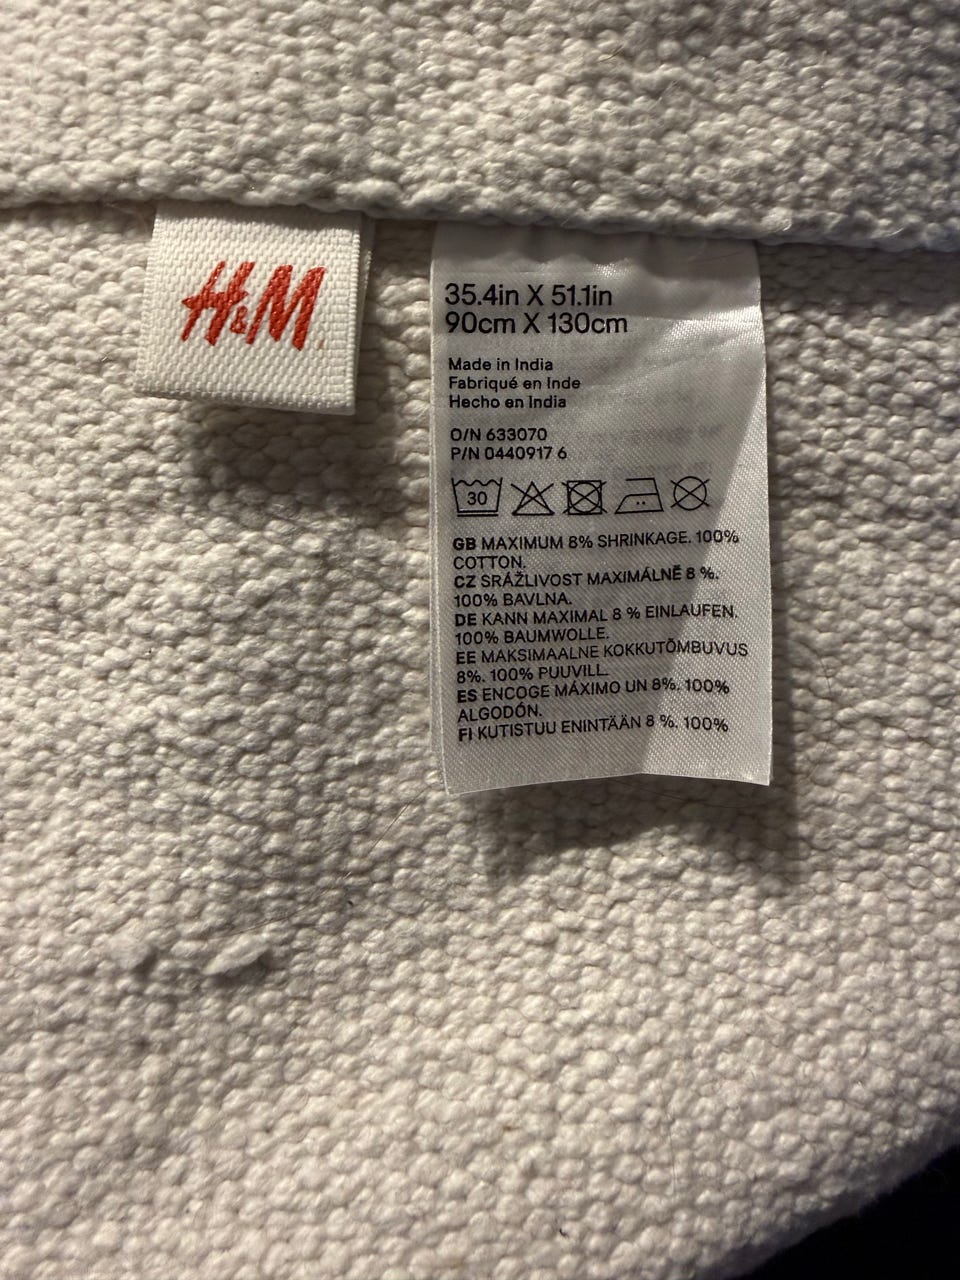 H&M
35.4in X 51.1in
90cm X 130cm
Made in India
Fabriqué en Inde
Hecho en India
O/N 633070
P/N 0440917 6
30
GB MAXIMUM 8% SHRINKAGE. 100%
COTTON.
CZ SRÁŽLIVOST MAXIMÁLNĚ 8 %.
100% BAVLNA.
DE KANN MAXIMAL 8 % EINLAUFEN.
100% BAUMWOLLE.
EE MAKSIMAALNE KOKKUTÕMBUVUS
8%. 100% PUUVILL.
ES ENCOGE MÁXIMO UN 8%. 100%
ALGODÓN.
FI KUTISTUU ENINTÄÄN 8 %. 100%